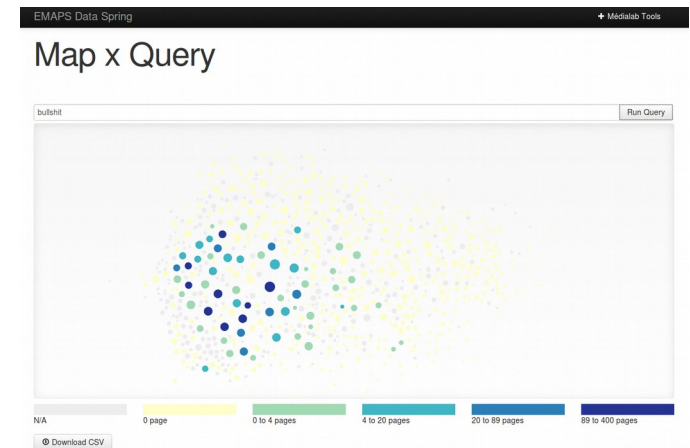 EMAPS Data Spring
+ Médialab Tools
Map x Query
bullshit
Run Query
N/A
0 page
0 to 4 pages
4 to 20 pages
20 to 89 pages
89 to 400 pages
Download CSV